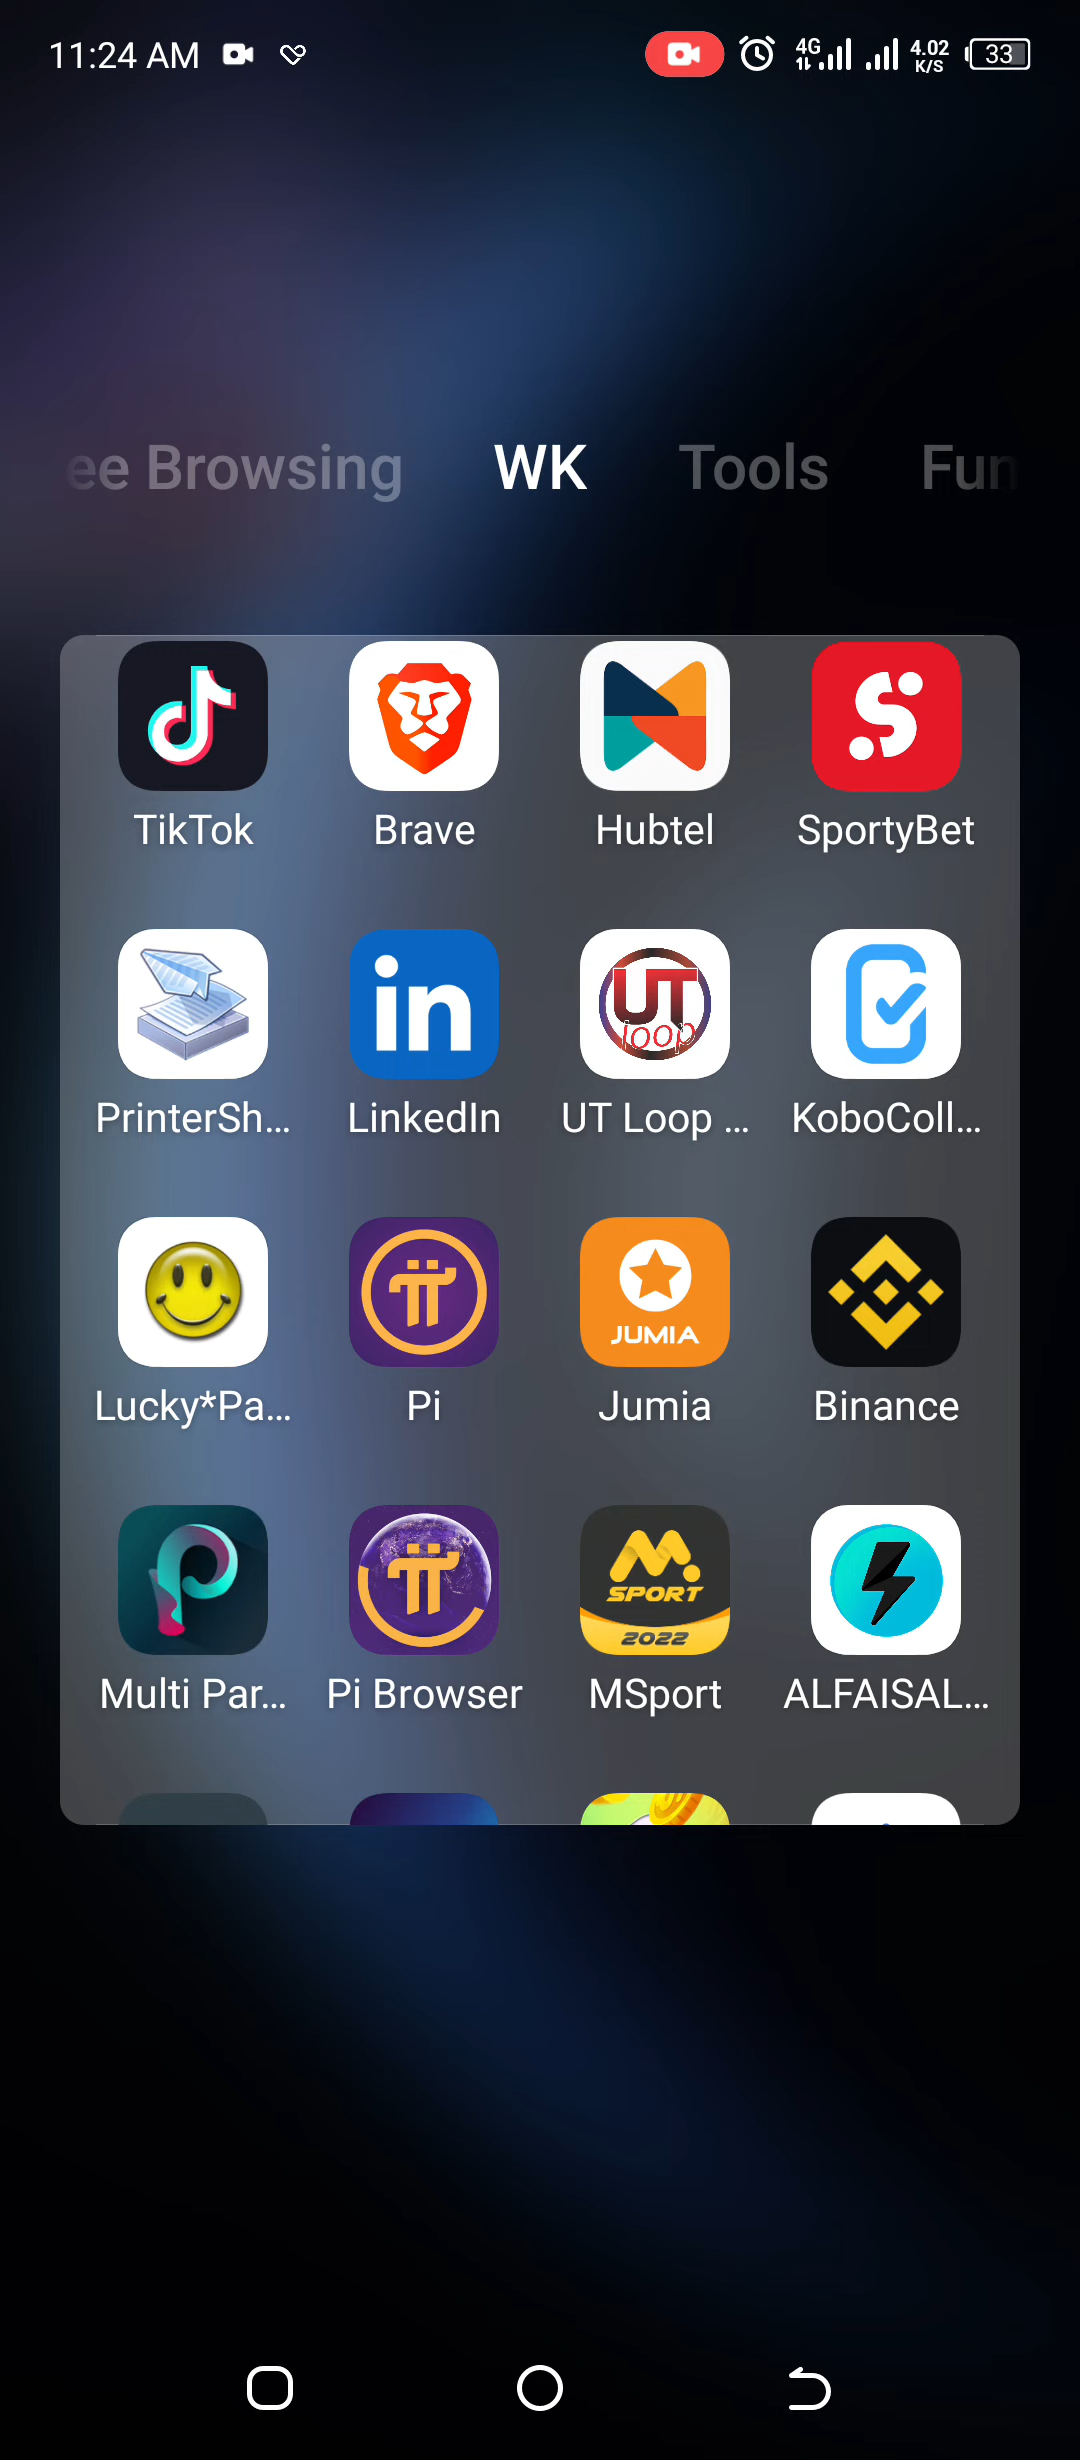 11:24 AM
4G
4.02
K/S
33
ee Browsing WK Tools Fun
TikTok Brave Hubtel SportyBet
in
UT
loop
PrinterSh... LinkedIn UT Loop ... KoboColl...
JUMIA
Lucky*Pa... Pi Jumia Binance
SPORT
2022
Multi Par... Pi Browser MSport ALFAISAL...